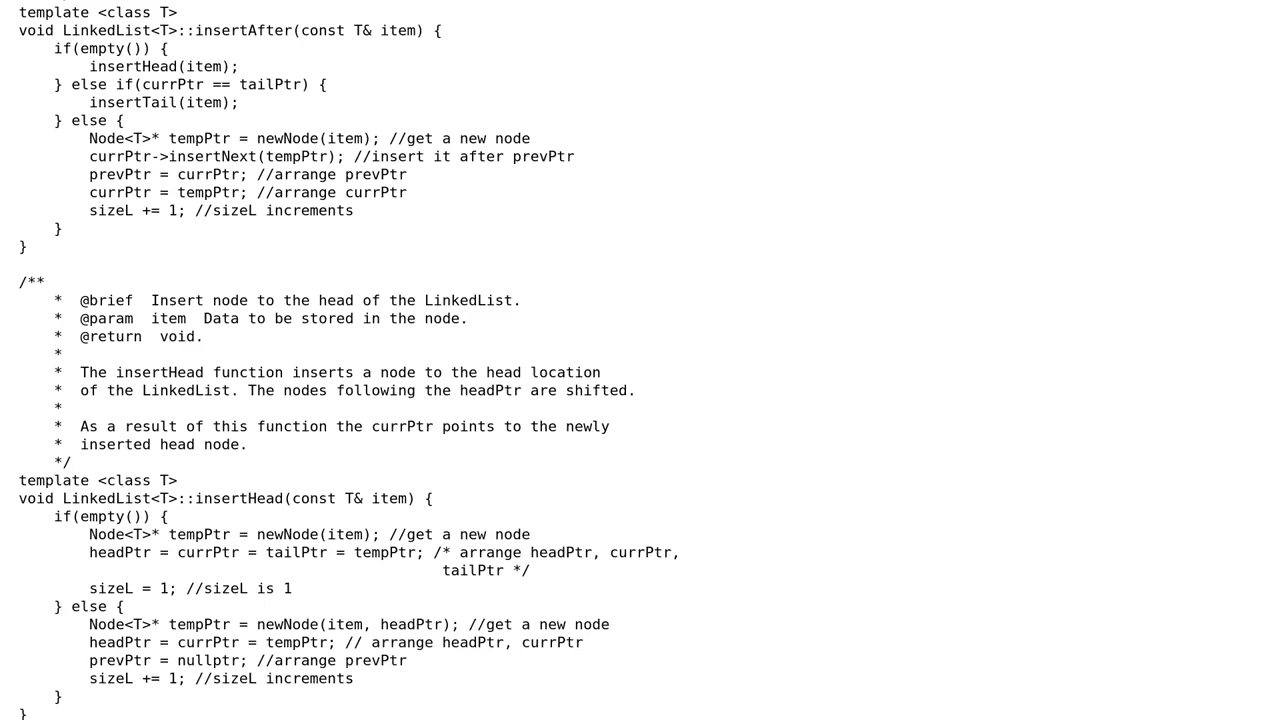 template <class T>
void LinkedList<T>::insertAfter(const T& item) {
    if(empty()) {
        insertHead(item);
    } else if(currPtr == tailPtr) {
        insertTail(item);
    } else {
        Node<T>* tempPtr = newNode(item); //get a new node
        currPtr->insertNext(tempPtr); //insert it after prevPtr
        prevPtr = currPtr; //arrange prevPtr
        currPtr = tempPtr; //arrange currPtr
        sizeL += 1; //sizeL increments
    }
}

/**
    *  @brief  Insert node to the head of the LinkedList.
    *  @param  item  Data to be stored in the node.
    *  @return  void.
    *
    *  The insertHead function inserts a node to the head location
    *  of the LinkedList. The nodes following the headPtr are shifted.
    *
    *  As a result of this function the currPtr points to the newly
    *  inserted head node.
    */
template <class T>
void LinkedList<T>::insertHead(const T& item) {
    if(empty()) {
        Node<T>* tempPtr = newNode(item); //get a new node
        headPtr = currPtr = tailPtr = tempPtr; /* arrange headPtr, currPtr,
                                                tailPtr */
        sizeL = 1; //sizeL is 1
    } else {
        Node<T>* tempPtr = newNode(item, headPtr); //get a new node
        headPtr = currPtr = tempPtr; // arrange headPtr, currPtr
        prevPtr = nullptr; //arrange prevPtr
        sizeL += 1; //sizeL increments
    }
}